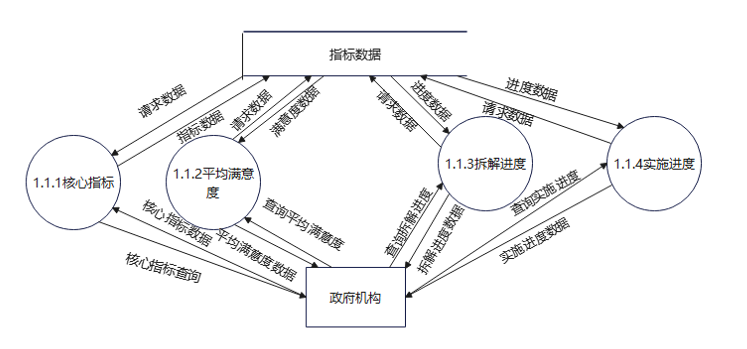 指标数据
请求数据
指标数据
请求数据
满意度数据
请求数据
进度数据
请求数据
进度数据
1.1.1核心指标
1.1.2平均满意
度
1.1.3拆解进度
1.1.4实施进度
核心指标数据
核心指标查询
平均满意度数据
查询平均满意度
查询拆解进度
拆解进度数据
查询实施进度
实施进度数据
政府机构